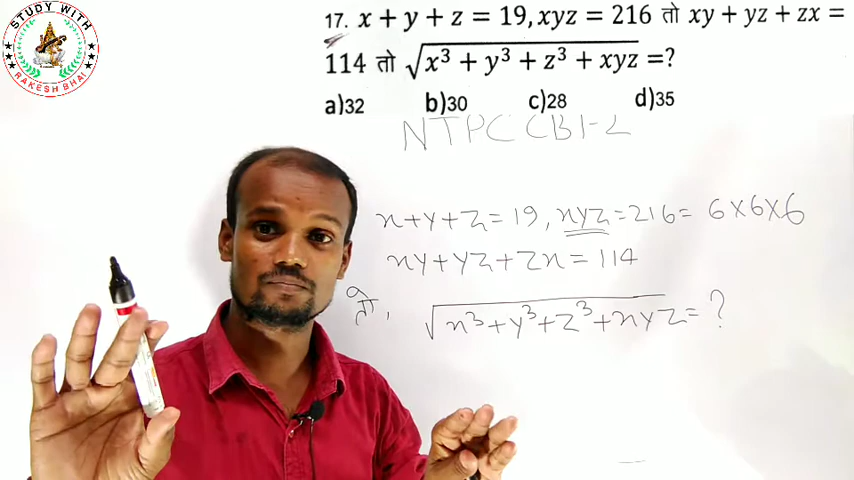 STUDY WITH
RAKESH BHAI
17. x + y + z = 19, xyz = 216 तो xy + yz + zx =
114 तो √(x³ + y³ + z³ + xyz) =?
a)32 b)30 c)28 d)35
NTPC CBT-2
x+y+z=19, xyz=216= 6×6×6
xy+yz+zx=114
तो, √(x³+y³+z³+xyz)=?